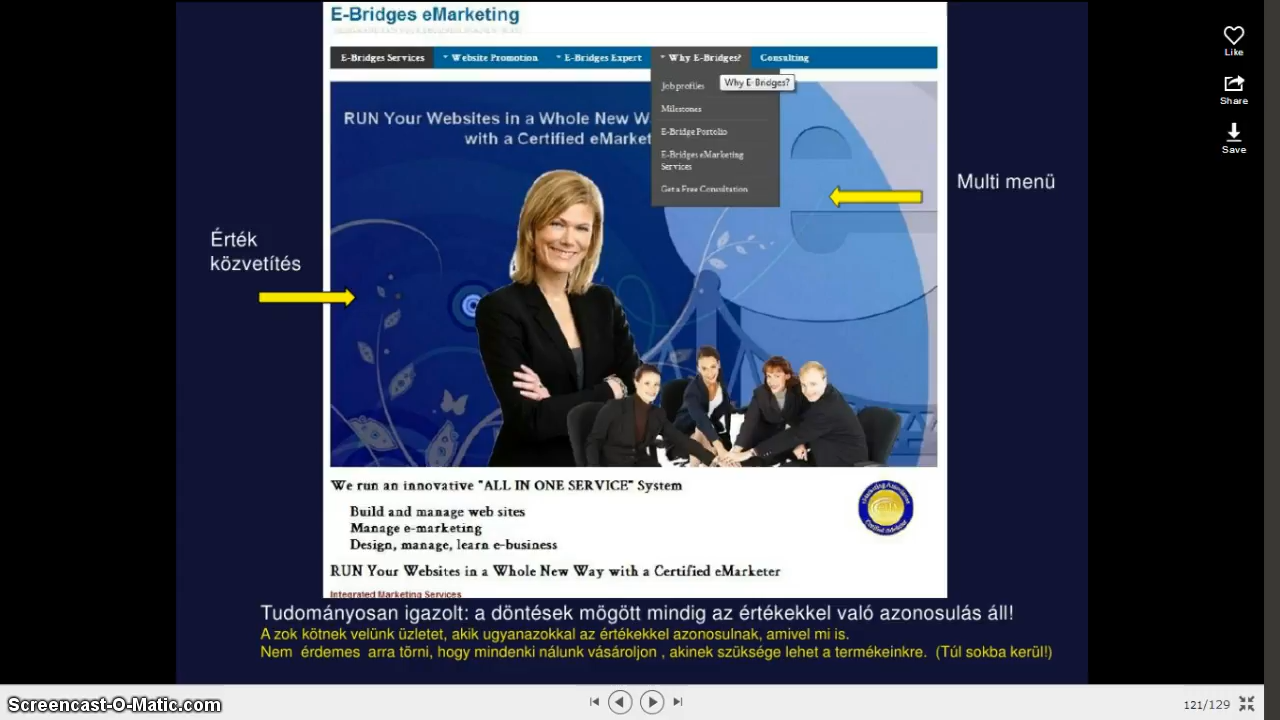 E-Bridges eMarketing
E-Bridges Services Website Promotion E-Bridges Expert Why E-Bridges? Consulting
Why E-Bridges?
Job profiles
Milestones
E-Bridge Portolio
E-Bridges eMarketing
Services
Get a Free Consultation
RUN Your Websites in a Whole New
with a Certified eMarket
Like
Share
Save
Multi menü
Érték
közvetítés
We run an innovative "ALL IN ONE SERVICE" System
Build and manage web sites
Manage e-marketing
Design, manage, learn e-business
RUN Your Websites in a Whole New Way with a Certified eMarketer
Integrated Marketing Services
Tudományosan igazolt: a döntések mögött mindig az értékekkel való azonosulás áll!
A zok kötnek velünk üzletet, akik ugyanazokkal az értékekkel azonosulnak, amivel mi is.
Nem érdemes arra törni, hogy mindenki nálunk vásároljon , akinek szüksége lehet a termékeinkre. (Túl sokba kerül!)
Screencast-O-Matic.com
121/129